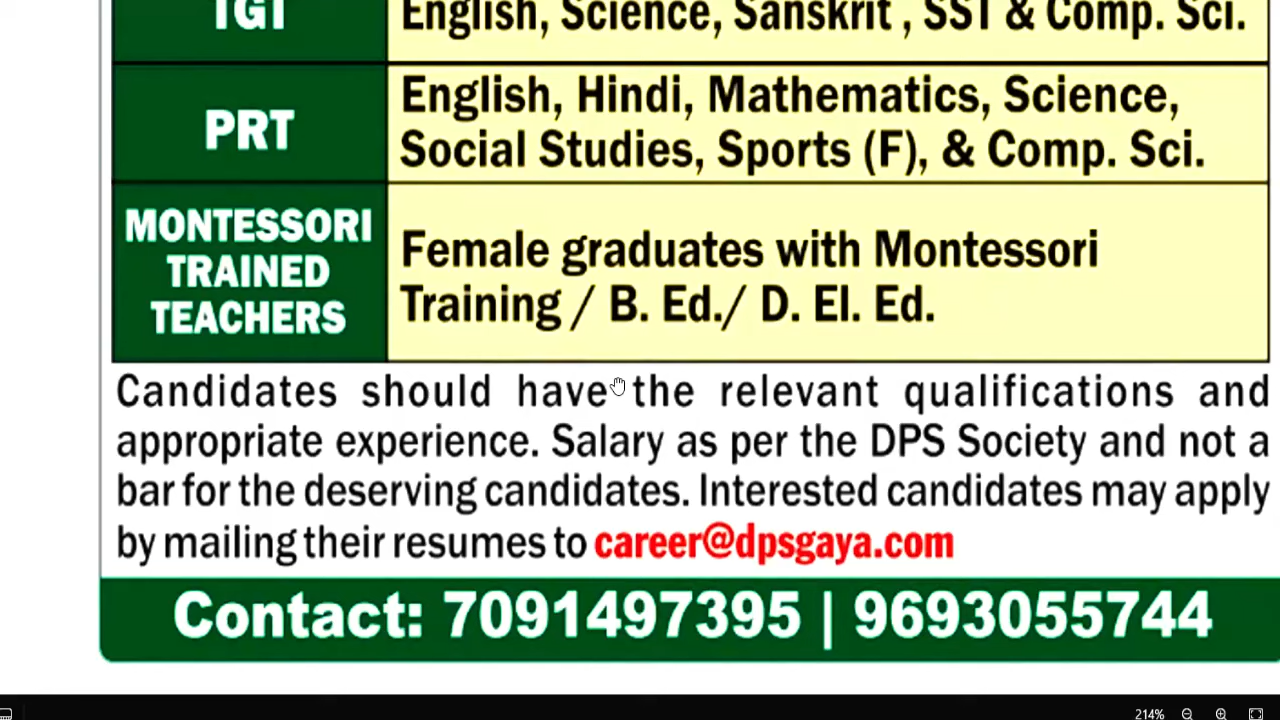 TGT
English, Science, Sanskrit , SST & Comp. Sci.
PRT
English, Hindi, Mathematics, Science,
Social Studies, Sports (F), & Comp. Sci.
MONTESSORI
TRAINED
TEACHERS
Female graduates with Montessori
Training / B. Ed./ D. El. Ed.
Candidates should have the relevant qualifications and
appropriate experience. Salary as per the DPS Society and not a
bar for the deserving candidates. Interested candidates may apply
by mailing their resumes to career@dpsgaya.com
Contact: 7091497395 | 9693055744
214%